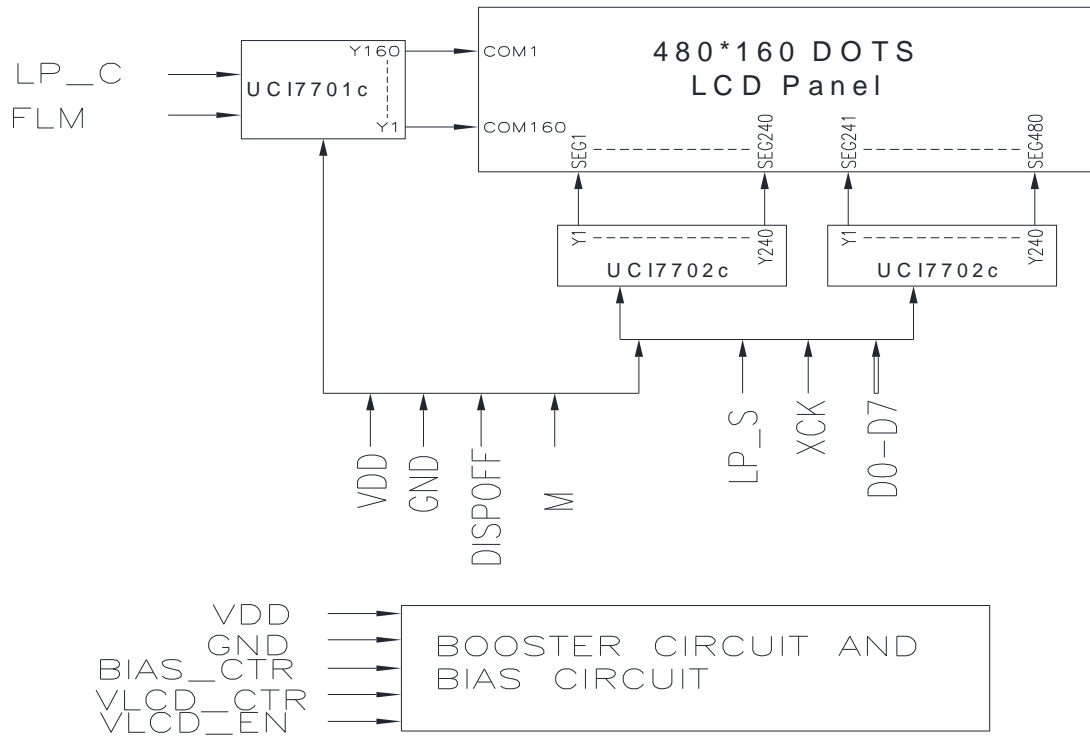 LP_C
FLM
UCI7701c
Y160
Y1
COM1
COM160
480*160 DOTS
LCD Panel
SEG1
SEG240
SEG241
SEG480
Y1
Y240
UCI7702c
Y1
Y240
UCI7702c
VDD
GND
DISPOFF
M
LP_S
XCK
D0-D7
VDD
GND
BIAS_CTR
VLCD_CTR
VLCD_EN
BOOSTER CIRCUIT AND
BIAS CIRCUIT